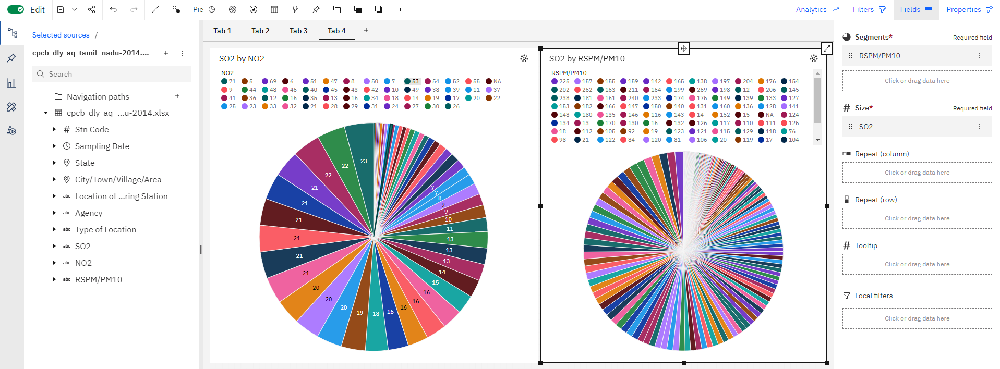 Edit
Pie
Analytics
Filters
Fields
Properties
Selected sources /
cpcb_dly_aq_tamil_nadu-2014....
Search
Navigation paths
cpcb_dly_aq_...u-2014.xlsx
Stn Code
Sampling Date
State
City/Town/Village/Area
Location of ...ring Station
abc Agency
abc Type of Location
abc SO2
abc NO2
abc RSPM/PM10
Tab 1 Tab 2 Tab 3 Tab 4
SO2 by NO2
NO2
71 5 69 6 51 47 8 50 7 53 54 52 55 NA
9 44 48 46 40 45 43 42 10 49 38 39 11 37
41 36 12 16 35 13 15 34 18 14 19 17 20 22
25 23 33 32 21 28 29 31 24 27 30 26
23
22
22
21
21
21
21
21
21
20
20
20
19
18
16
16
16
16
15
14
13
13
13
11
10
9
9
8
7
7
SO2 by RSPM/PM10
RSPM/PM10
225 157 155 159 142 165 138 197 204 176 154
202 262 163 211 164 199 269 198 12 206 145
238 181 151 240 233 174 175 149 139 133 127
153 182 166 147 150 140 131 160 136 128 141
148 180 135 146 116 143 14 152 15 NA 124
134 13 170 130 16 132 126 117 110 111 125
18 112 105 92 19 123 121 115 129 118 76
98 21 122 84 120 81 106 20 119 17 104
Segments* Required field
RSPM/PM10
Click or drag data here
Size* Required field
SO2
Repeat (column)
Click or drag data here
Repeat (row)
Click or drag data here
Tooltip
Click or drag data here
Local filters
Click or drag data here